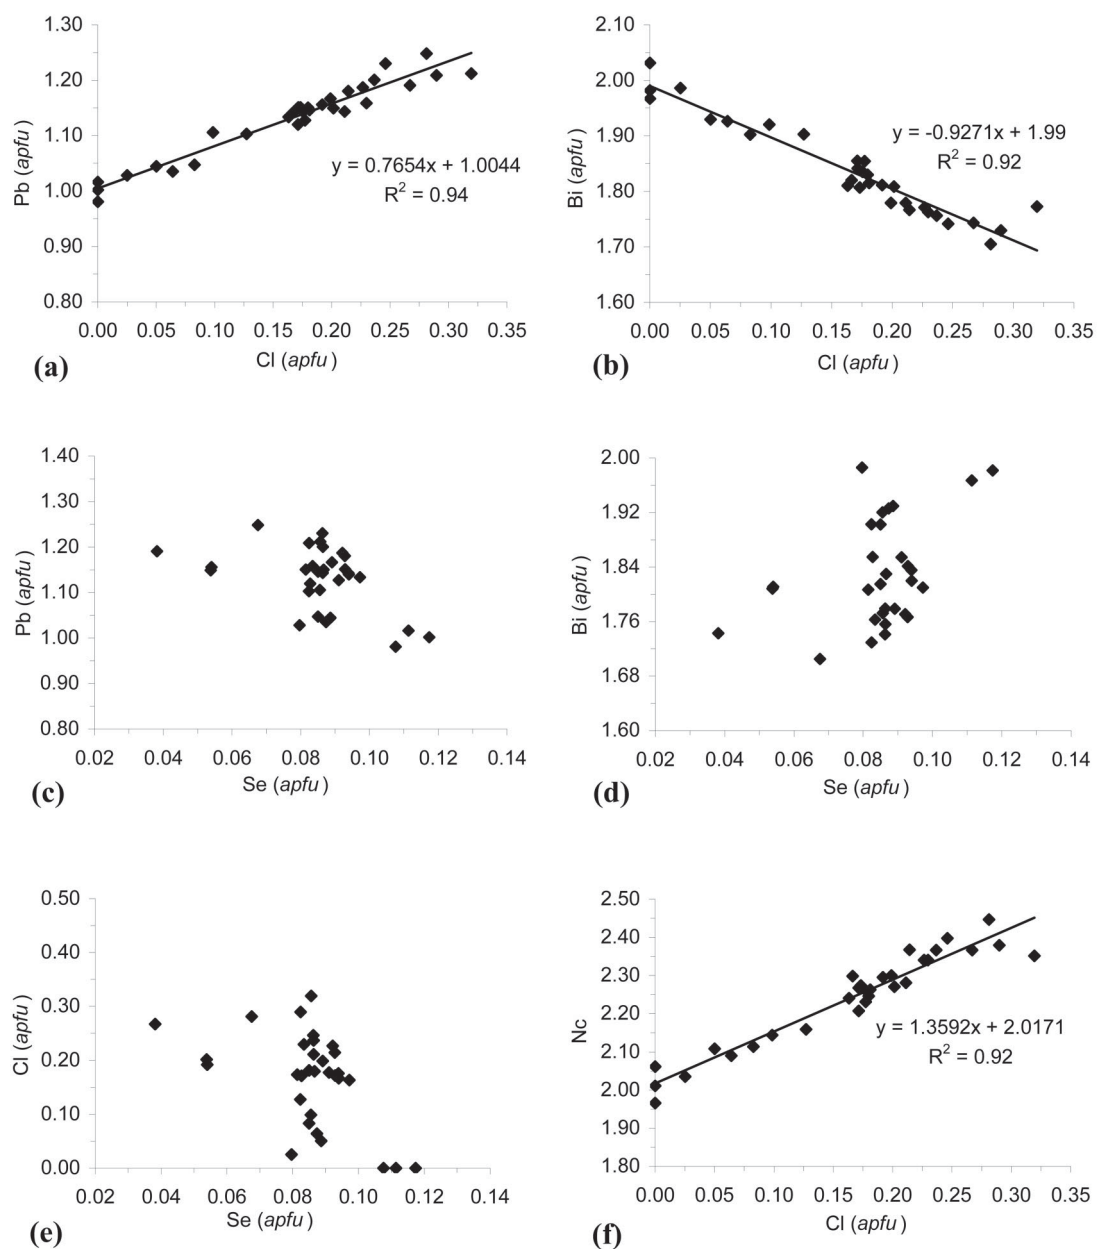 1.30
1.20
1.10
1.00
0.90
0.80
Pb (apfu)
y = 0.7654x + 1.0044
R² = 0.94
0.00 0.05 0.10 0.15 0.20 0.25 0.30 0.35
Cl (apfu)
(a)
2.10
2.00
1.90
1.80
1.70
1.60
Bi (apfu)
y = -0.9271x + 1.99
R² = 0.92
0.00 0.05 0.10 0.15 0.20 0.25 0.30 0.35
Cl (apfu)
(b)
1.40
1.30
1.20
1.10
1.00
0.90
0.80
Pb (apfu)
0.02 0.04 0.06 0.08 0.10 0.12 0.14
Se (apfu)
(c)
2.00
1.92
1.84
1.76
1.68
1.60
Bi (apfu)
0.02 0.04 0.06 0.08 0.10 0.12 0.14
Se (apfu)
(d)
0.50
0.40
0.30
0.20
0.10
0.00
Cl (apfu)
0.02 0.04 0.06 0.08 0.10 0.12 0.14
Se (apfu)
(e)
2.50
2.40
2.30
2.20
2.10
2.00
1.90
1.80
Nc
y = 1.3592x + 2.0171
R² = 0.92
0.00 0.05 0.10 0.15 0.20 0.25 0.30 0.35
Cl (apfu)
(f)